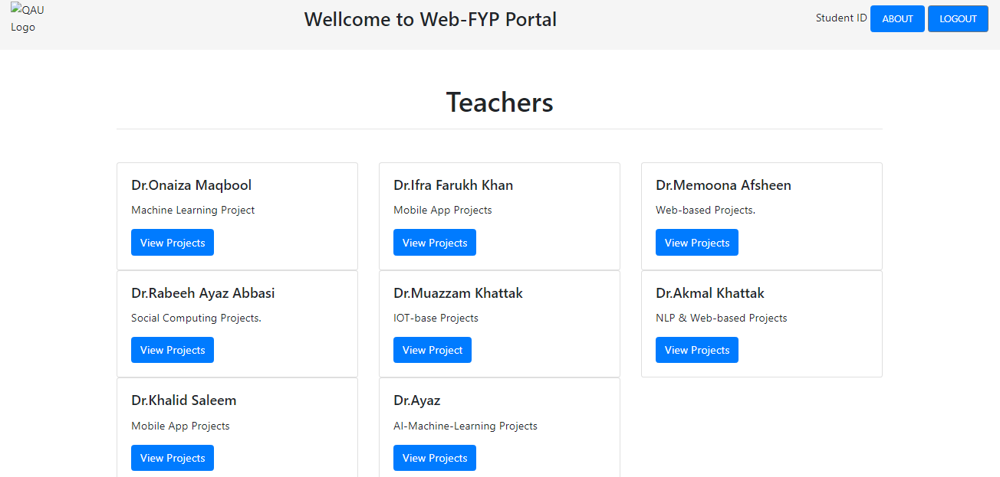 QAU
Logo
Wellcome to Web-FYP Portal
Student ID
ABOUT
LOGOUT
Teachers
Dr.Onaiza Maqbool
Machine Learning Project
View Projects
Dr.Ifra Farukh Khan
Mobile App Projects
View Projects
Dr.Memoona Afsheen
Web-based Projects.
View Projects
Dr.Rabeeh Ayaz Abbasi
Social Computing Projects.
View Projects
Dr.Muazzam Khattak
IOT-base Projects
View Project
Dr.Akmal Khattak
NLP & Web-based Projects
View Projects
Dr.Khalid Saleem
Mobile App Projects
View Projects
Dr.Ayaz
AI-Machine-Learning Projects
View Projects